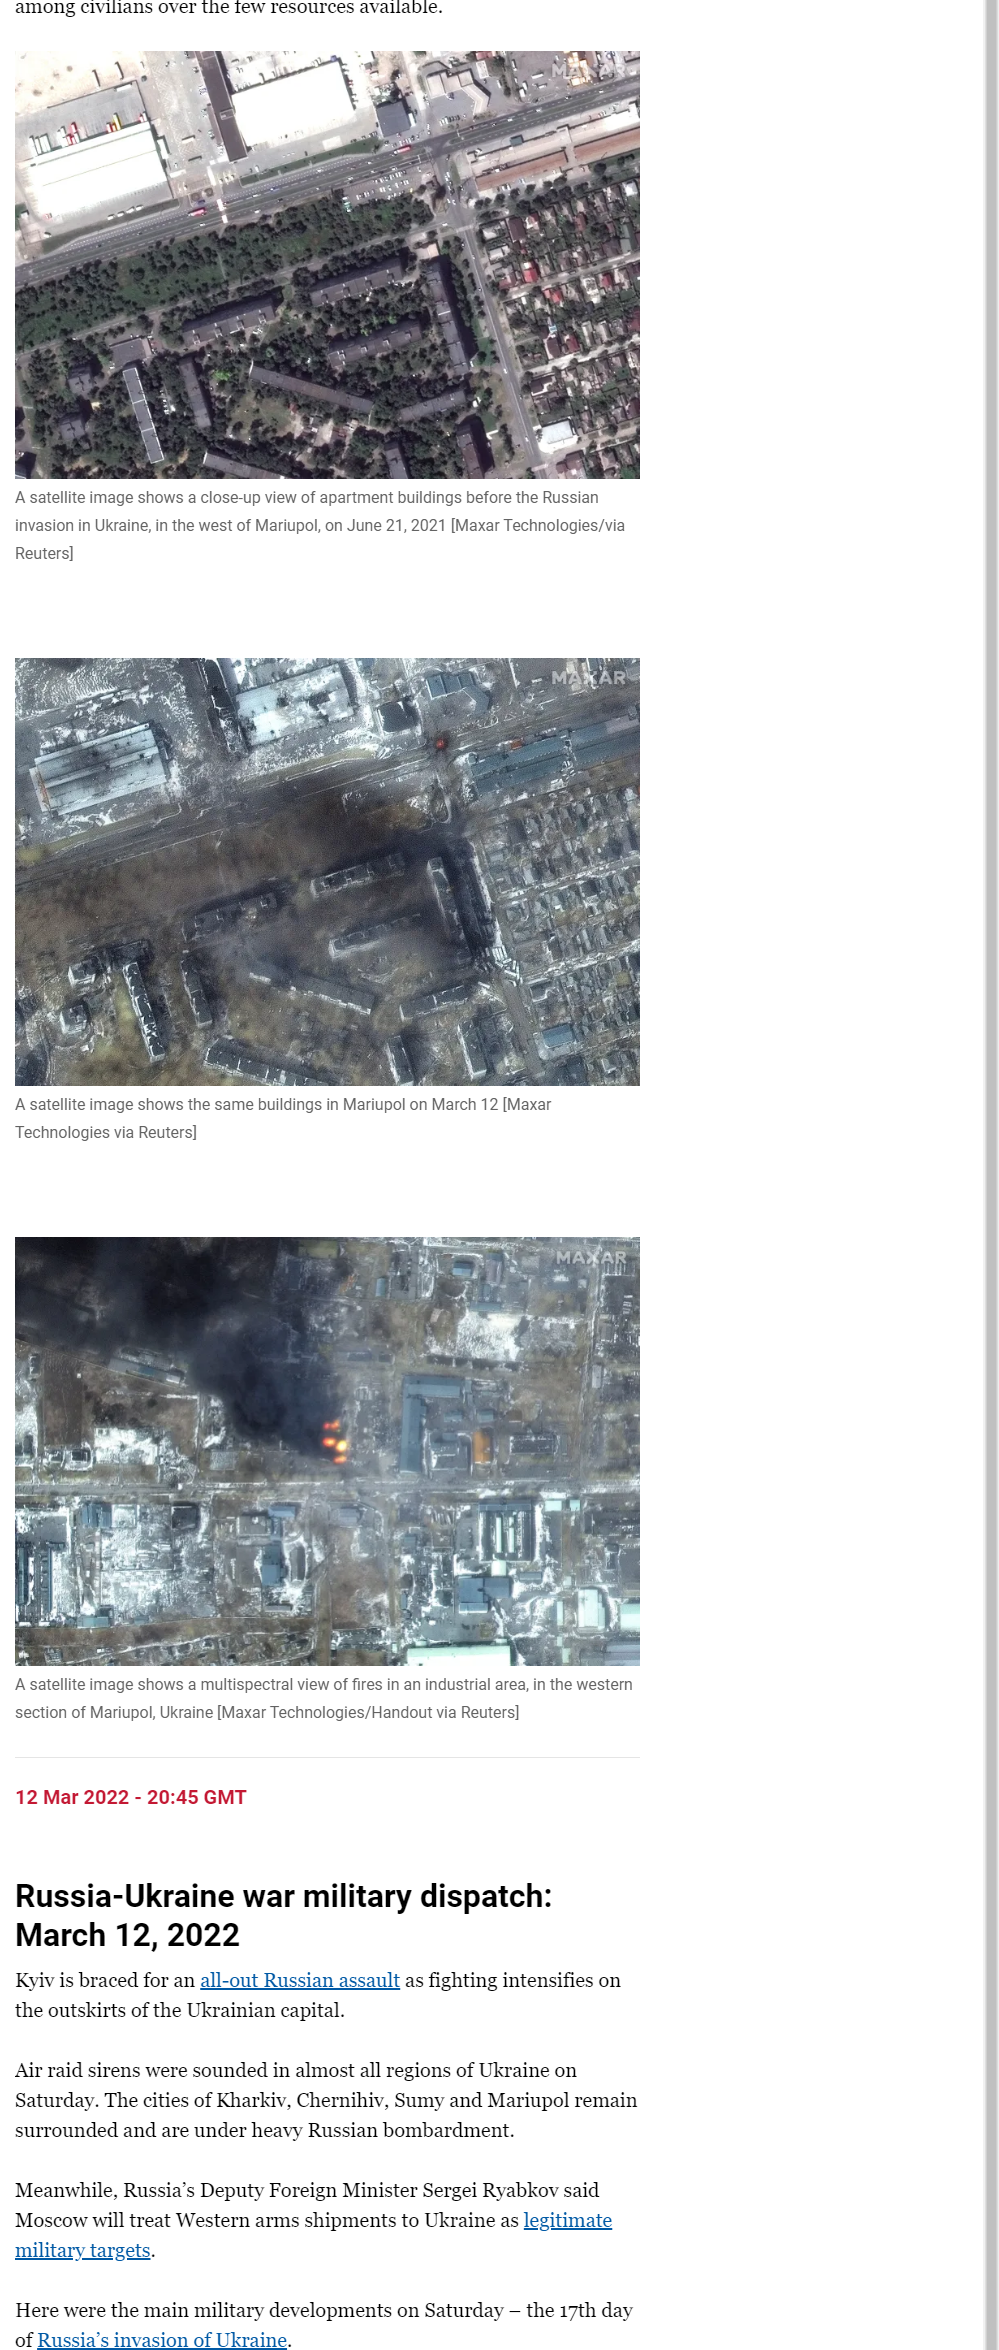 among civilians over the few resources available.
MAXAR
A satellite image shows a close-up view of apartment buildings before the Russian
invasion in Ukraine, in the west of Mariupol, on June 21, 2021 [Maxar Technologies/via
Reuters]
MAXAR
A satellite image shows the same buildings in Mariupol on March 12 [Maxar
Technologies via Reuters]
MAXAR
A satellite image shows a multispectral view of fires in an industrial area, in the western
section of Mariupol, Ukraine [Maxar Technologies/Handout via Reuters]
12 Mar 2022 - 20:45 GMT
Russia-Ukraine war military dispatch:
March 12, 2022
Kyiv is braced for an all-out Russian assault as fighting intensifies on
the outskirts of the Ukrainian capital.
Air raid sirens were sounded in almost all regions of Ukraine on
Saturday. The cities of Kharkiv, Chernihiv, Sumy and Mariupol remain
surrounded and are under heavy Russian bombardment.
Meanwhile, Russia’s Deputy Foreign Minister Sergei Ryabkov said
Moscow will treat Western arms shipments to Ukraine as legitimate
military targets.
Here were the main military developments on Saturday – the 17th day
of Russia’s invasion of Ukraine.